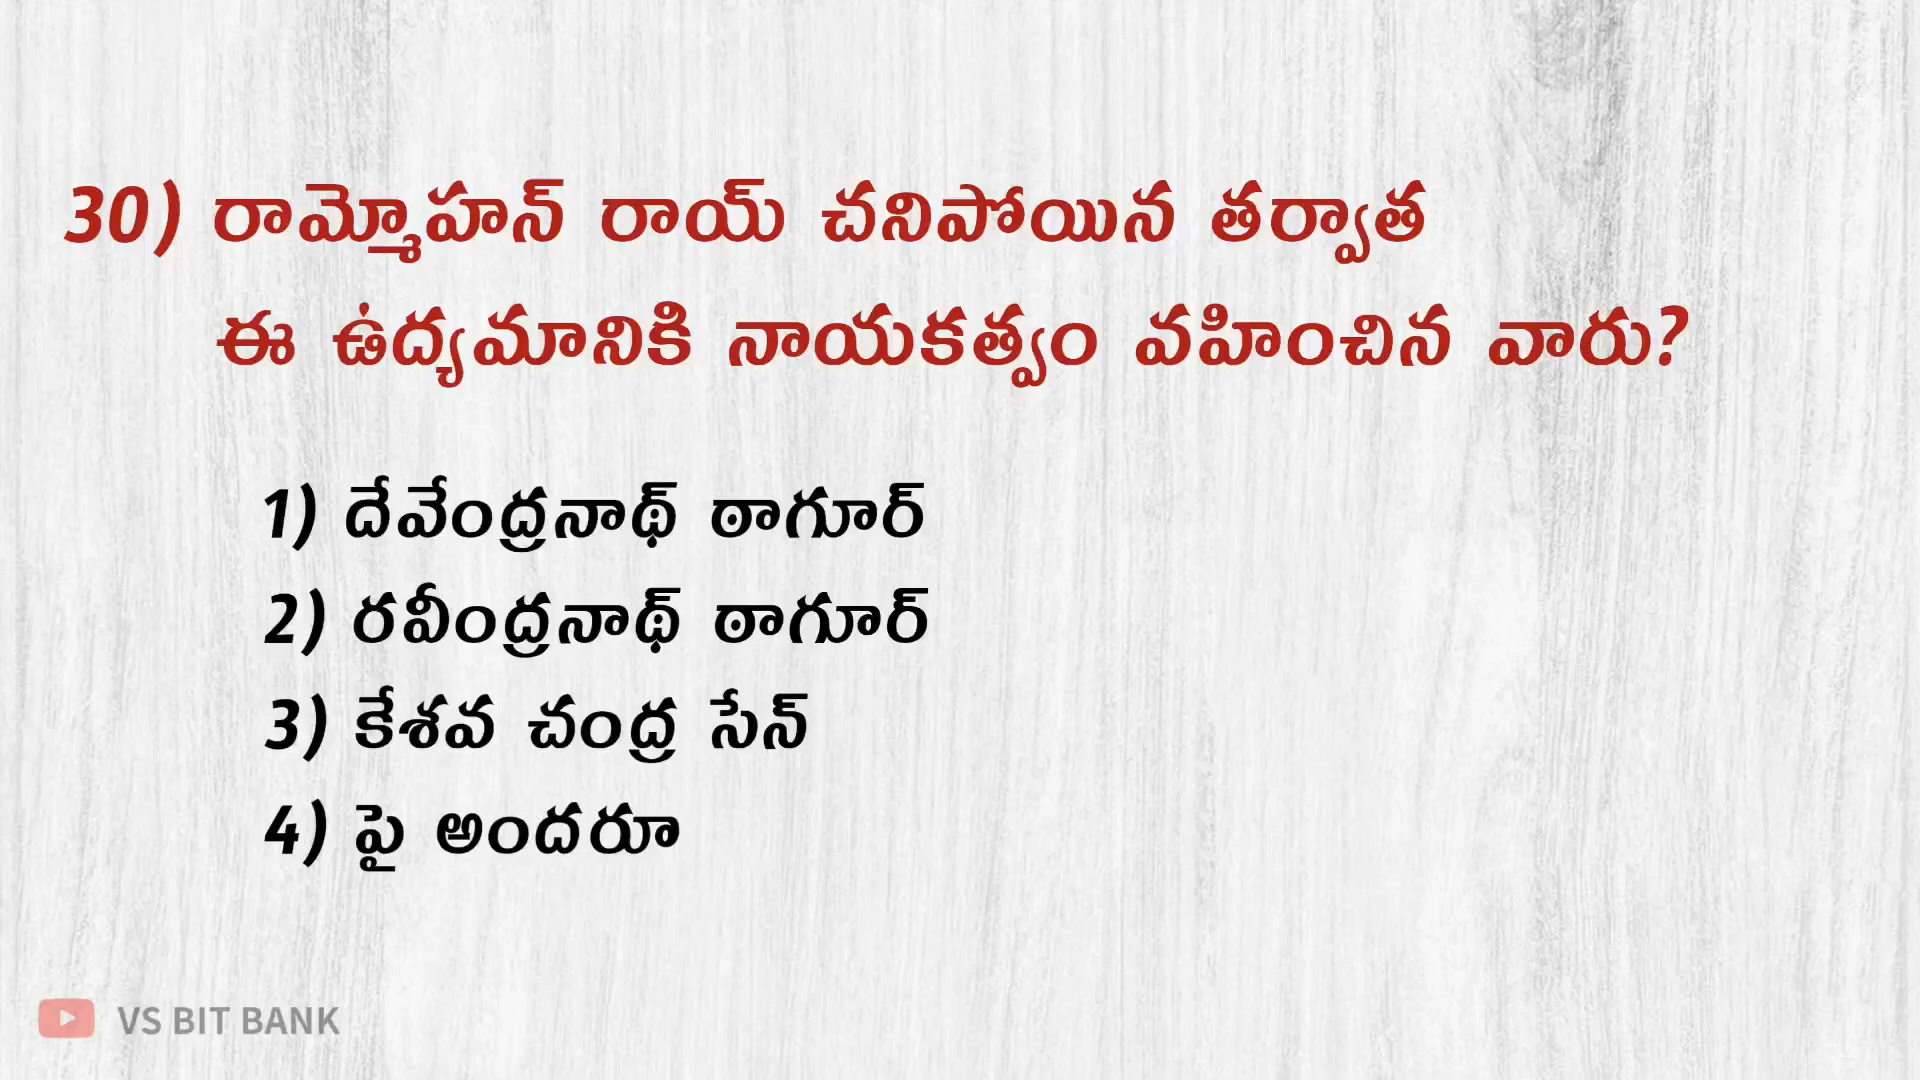 30) రామ్మోహన్ రాయ్ చనిపోయిన తర్వాత
ఈ ఉద్యమానికి నాయకత్వం వహించిన వారు?
1) దేవేంద్రనాథ్ ఠాగూర్
2) రవీంద్రనాథ్ ఠాగూర్
3) కేశవ చంద్ర సేన్
4) పై అందరూ
VS BIT BANK